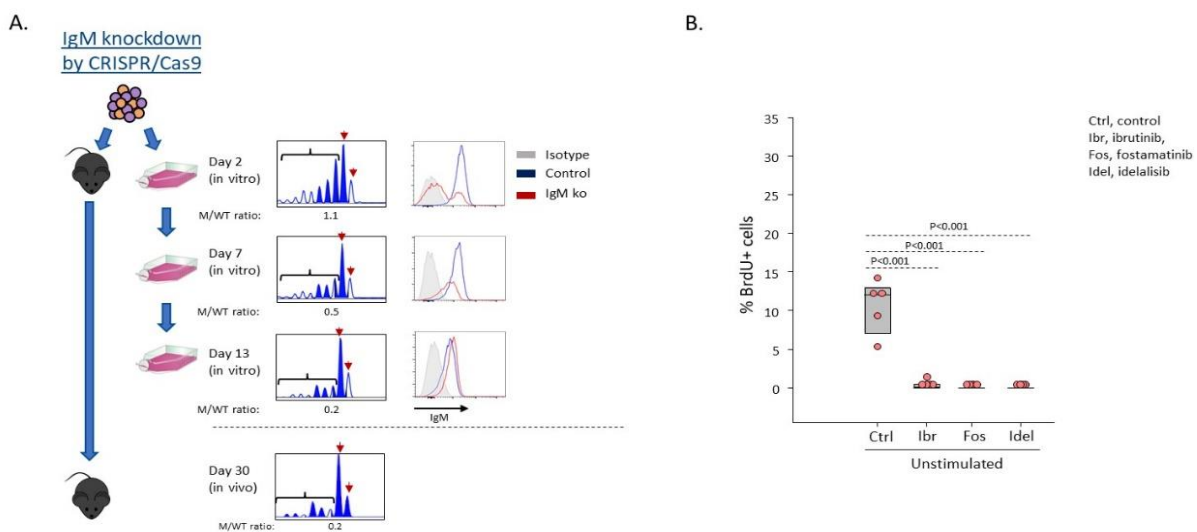 A.
IgM knockdown
by CRISPR/Cas9
Day 2
(in vitro)
M/WT ratio:
1.1
Isotype
Control
IgM ko
Day 7
(in vitro)
M/WT ratio:
0.5
Day 13
(in vitro)
M/WT ratio:
0.2
IgM
Day 30
(in vivo)
M/WT ratio:
0.2
B.
% BrdU+ cells
35
30
25
20
15
10
5
0
P<0.001
P<0.001
P<0.001
Ctrl Ibr Fos Idel
Unstimulated
Ctrl, control
Ibr, ibrutinib,
Fos, fostamatinib
Idel, idelalisib